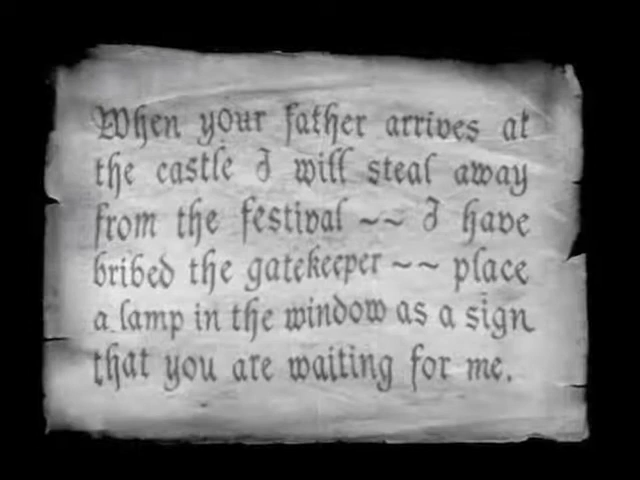 When your father arrives at
the castle I will steal away
from the festival ~~ I have
bribed the gatekeeper ~~ place
a lamp in the window as a sign
that you are waiting for me.